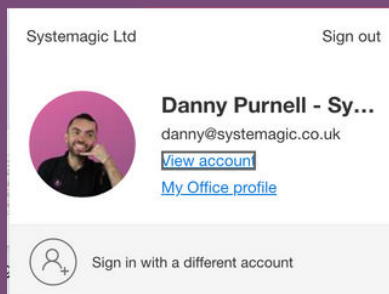 Systemagic Ltd
Sign out
Danny Purnell - Sy...
danny@systemagic.co.uk
View account
My Office profile
Sign in with a different account